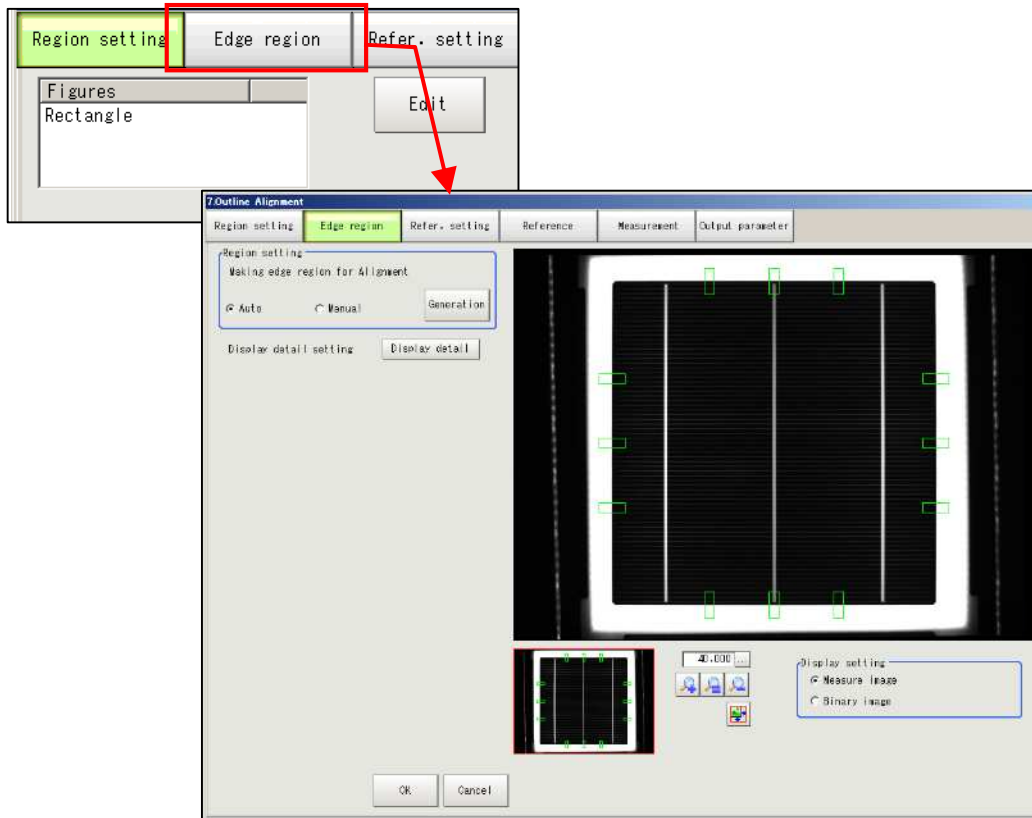 Region setting Edge region Refer. setting
Figures
Rectangle
Edit
7.Outline Alignment
Region setting Edge region Refer. setting Reference Measurement Output parameter
Region setting
Making edge region for Alignment
Auto Manual Generation
Display detail setting Display detail
40.000 ...
Display setting
Measure image
Binary image
OK Cancel